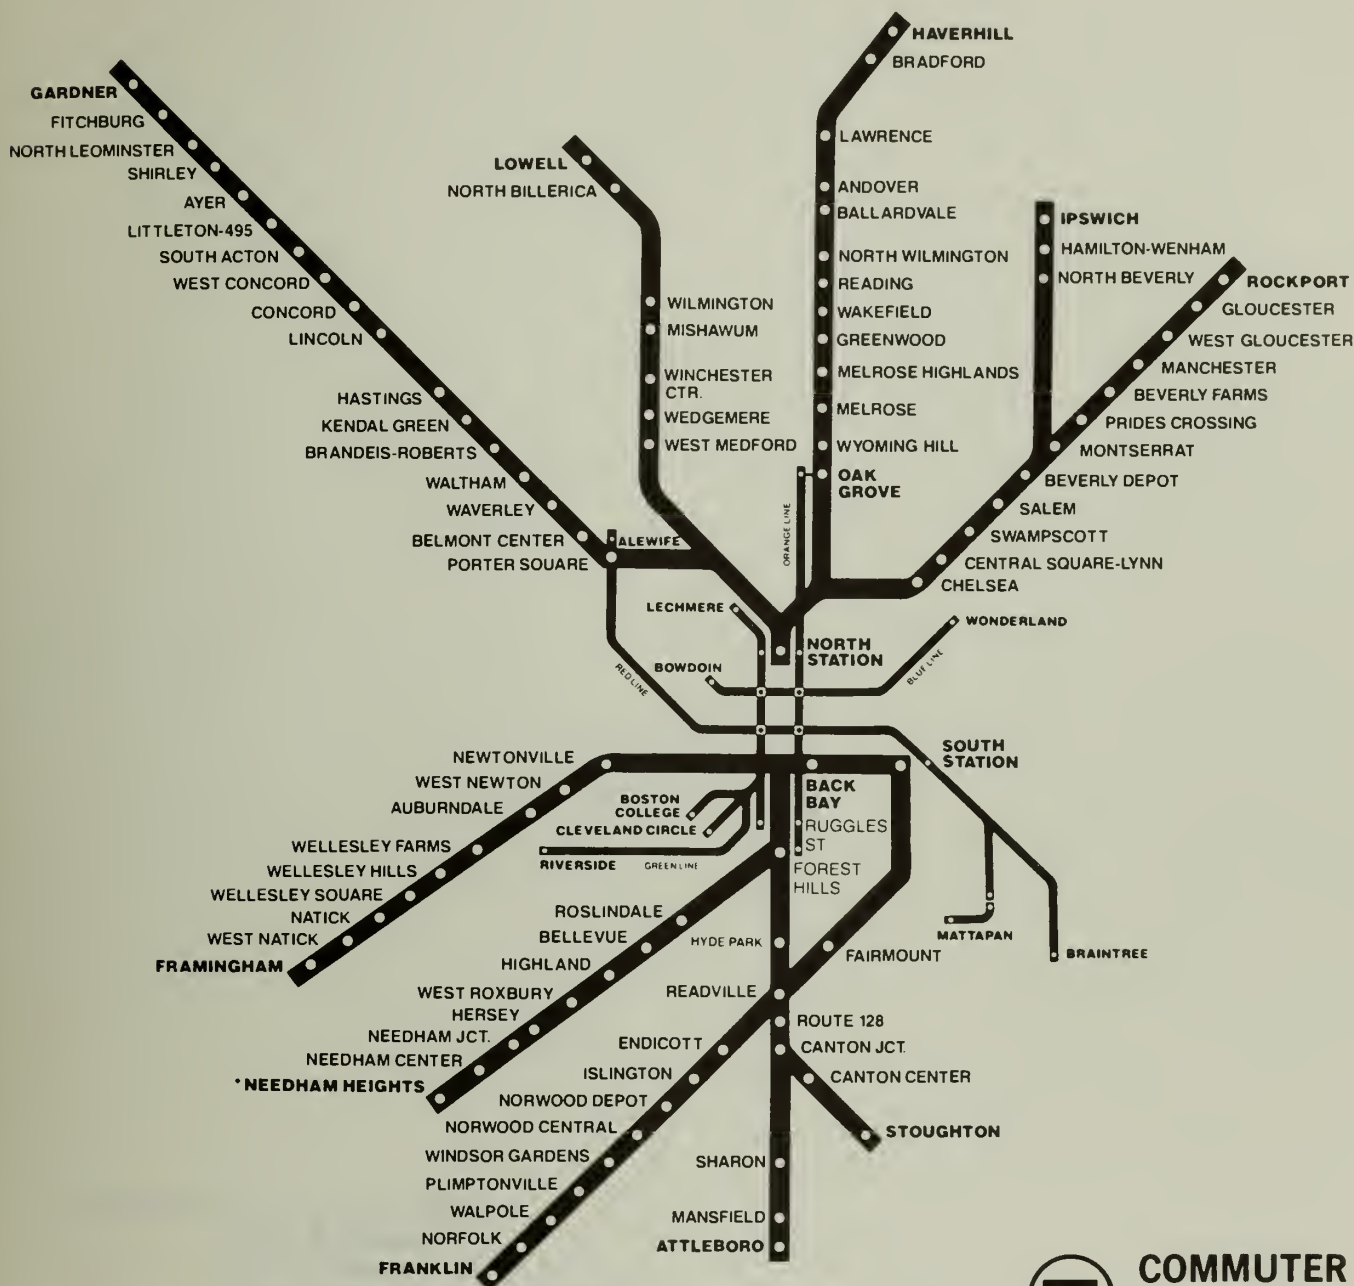 HAVERHILL
BRADFORD
LAWRENCE
ANDOVER
BALLARDVALE
NORTH WILMINGTON
READING
WAKEFIELD
GREENWOOD
MELROSE HIGHLANDS
MELROSE
WYOMING HILL
OAK
GROVE
GARDNER
FITCHBURG
NORTH LEOMINSTER
SHIRLEY
AYER
LITTLETON-495
SOUTH ACTON
WEST CONCORD
CONCORD
LINCOLN
HASTINGS
KENDAL GREEN
BRANDEIS-ROBERTS
WALTHAM
WAVERLEY
BELMONT CENTER
PORTER SQUARE
LOWELL
NORTH BILLERICA
WILMINGTON
MISHAWUM
WINCHESTER
CTR.
WEDGEMERE
WEST MEDFORD
IPSWICH
HAMILTON-WENHAM
NORTH BEVERLY
ROCKPORT
GLOUCESTER
WEST GLOUCESTER
MANCHESTER
BEVERLY FARMS
PRIDES CROSSING
MONTSERRAT
BEVERLY DEPOT
SALEM
SWAMPSCOTT
CENTRAL SQUARE-LYNN
CHELSEA
ORANGE LINE
ALEWIFE
LECHMERE
NORTH
STATION
WONDERLAND
BOWDOIN
RED LINE
BLUE LINE
SOUTH
STATION
BACK
BAY
RUGGLES
ST
FOREST
HILLS
BOSTON
COLLEGE
CLEVELAND CIRCLE
RIVERSIDE
GREEN LINE
MATTAPAN
BRAINTREE
NEWTONVILLE
WEST NEWTON
AUBURNDALE
WELLESLEY FARMS
WELLESLEY HILLS
WELLESLEY SQUARE
NATICK
WEST NATICK
FRAMINGHAM
ROSLINDALE
BELLEVUE
HIGHLAND
WEST ROXBURY
HERSEY
NEEDHAM JCT.
NEEDHAM CENTER
*NEEDHAM HEIGHTS
HYDE PARK
FAIRMOUNT
READVILLE
ROUTE 128
CANTON JCT.
CANTON CENTER
STOUGHTON
ENDICOTT
ISLINGTON
NORWOOD DEPOT
NORWOOD CENTRAL
WINDSOR GARDENS
PLIMPTONVILLE
WALPOLE
NORFOLK
FRANKLIN
SHARON
MANSFIELD
ATTLEBORO
COMMUTER